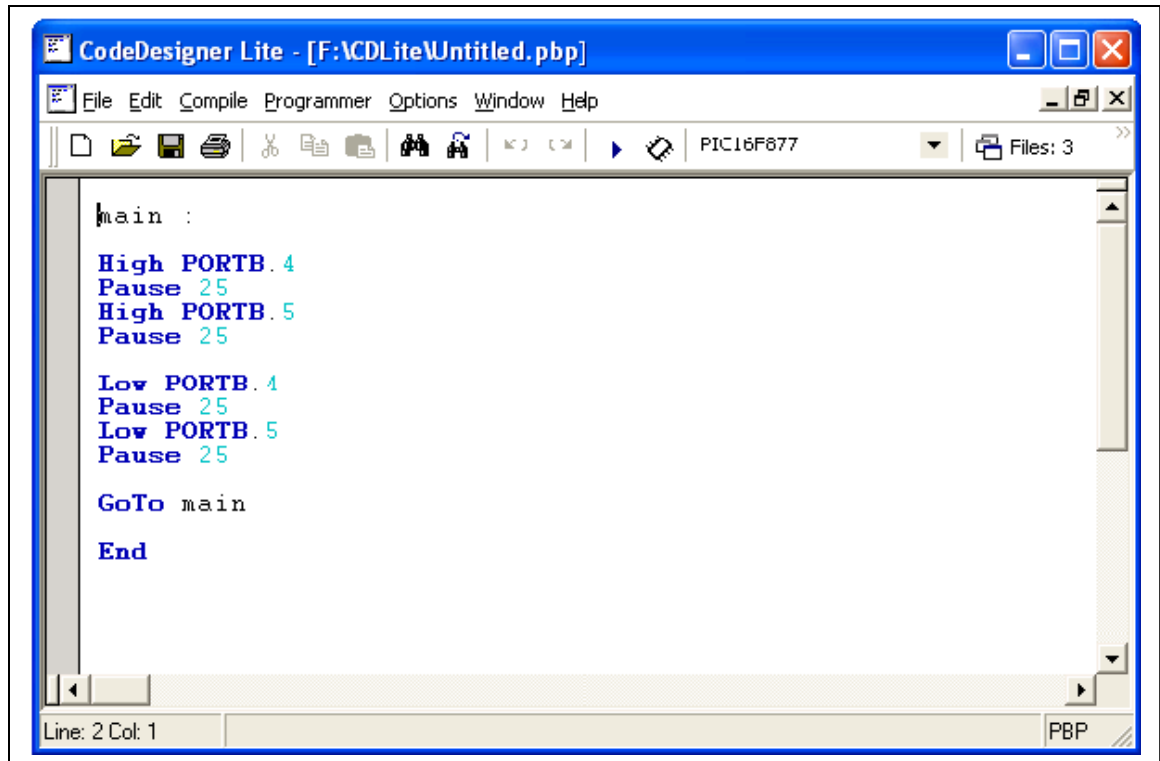 CodeDesigner Lite - [F:\CDLite\Untitled.pbp]
File Edit Compile Programmer Options Window Help
PIC16F877 Files: 3
main :
High PORTB.4
Pause 25
High PORTB.5
Pause 25
Low PORTB.4
Pause 25
Low PORTB.5
Pause 25
GoTo main
End
Line: 2 Col: 1 PBP